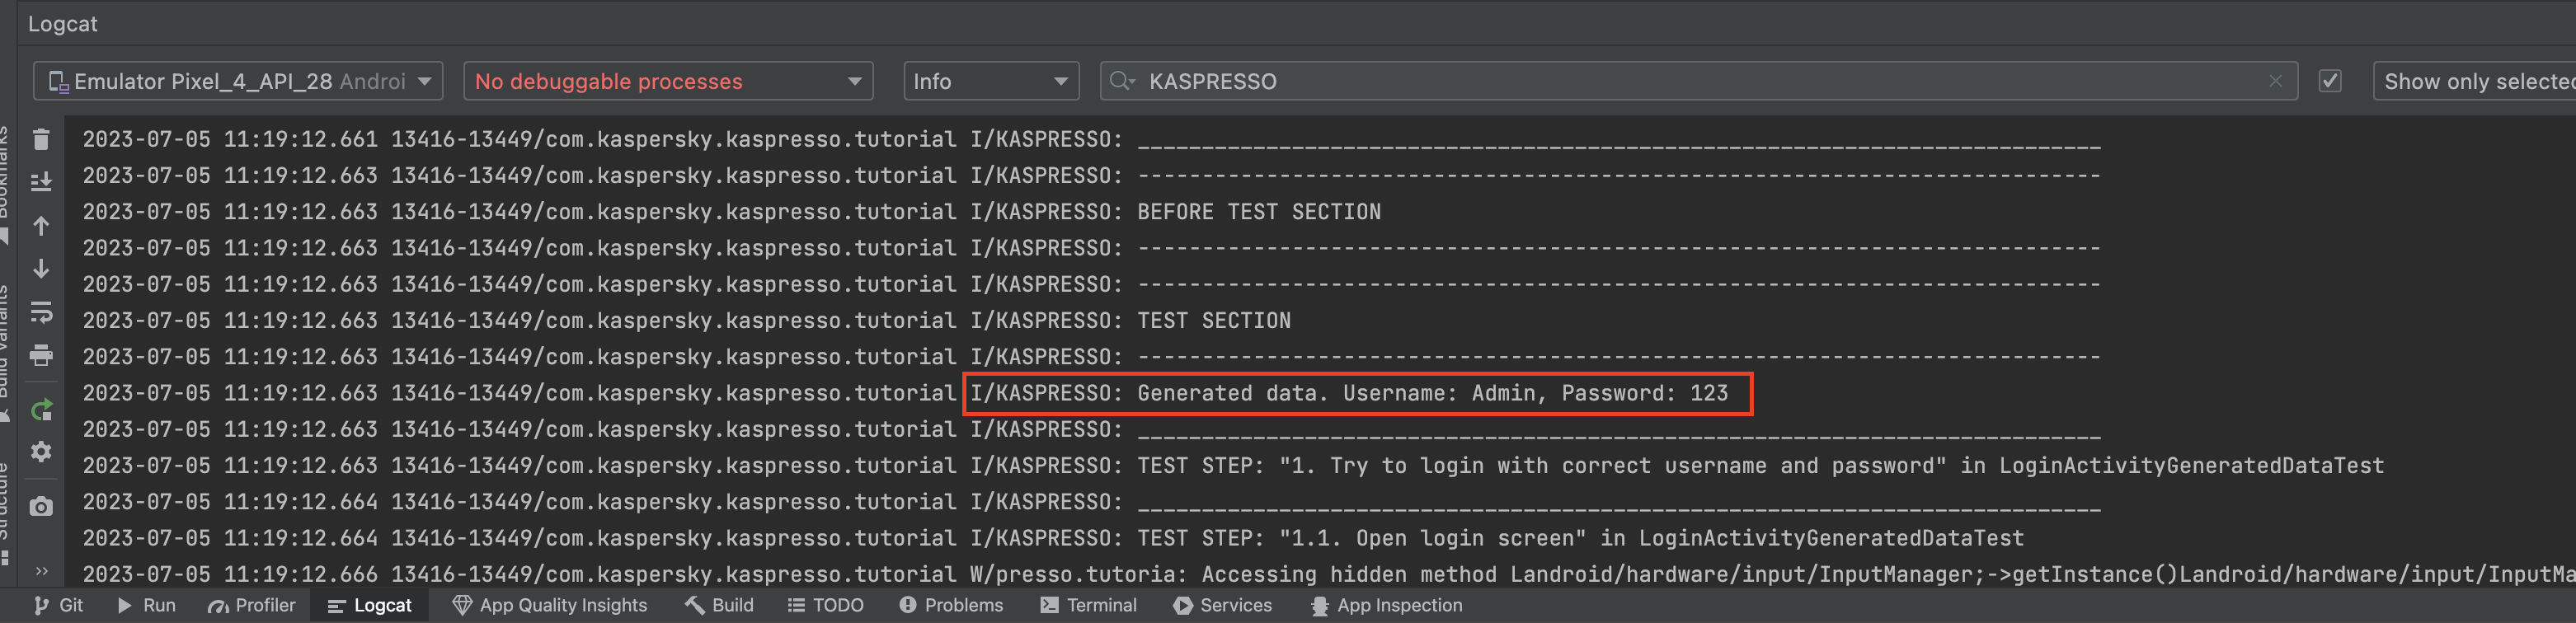 Logcat
Emulator Pixel_4_API_28 Androi No debuggable processes Info KASPRESSO Show only selected
2023-07-05 11:19:12.661 13416-13449/com.kaspersky.kaspresso.tutorial I/KASPRESSO: ___________________________________________________________________________
2023-07-05 11:19:12.663 13416-13449/com.kaspersky.kaspresso.tutorial I/KASPRESSO: ---------------------------------------------------------------------------
2023-07-05 11:19:12.663 13416-13449/com.kaspersky.kaspresso.tutorial I/KASPRESSO: BEFORE TEST SECTION
2023-07-05 11:19:12.663 13416-13449/com.kaspersky.kaspresso.tutorial I/KASPRESSO: ---------------------------------------------------------------------------
2023-07-05 11:19:12.663 13416-13449/com.kaspersky.kaspresso.tutorial I/KASPRESSO: ---------------------------------------------------------------------------
2023-07-05 11:19:12.663 13416-13449/com.kaspersky.kaspresso.tutorial I/KASPRESSO: TEST SECTION
2023-07-05 11:19:12.663 13416-13449/com.kaspersky.kaspresso.tutorial I/KASPRESSO: ---------------------------------------------------------------------------
2023-07-05 11:19:12.663 13416-13449/com.kaspersky.kaspresso.tutorial I/KASPRESSO: Generated data. Username: Admin, Password: 123
2023-07-05 11:19:12.663 13416-13449/com.kaspersky.kaspresso.tutorial I/KASPRESSO: ___________________________________________________________________________
2023-07-05 11:19:12.663 13416-13449/com.kaspersky.kaspresso.tutorial I/KASPRESSO: TEST STEP: "1. Try to login with correct username and password" in LoginActivityGeneratedDataTest
2023-07-05 11:19:12.664 13416-13449/com.kaspersky.kaspresso.tutorial I/KASPRESSO: ___________________________________________________________________________
2023-07-05 11:19:12.664 13416-13449/com.kaspersky.kaspresso.tutorial I/KASPRESSO: TEST STEP: "1.1. Open login screen" in LoginActivityGeneratedDataTest
2023-07-05 11:19:12.666 13416-13449/com.kaspersky.kaspresso.tutorial W/presso.tutoria: Accessing hidden method Landroid/hardware/input/InputManager;->getInstance()Landroid/hardware/input/InputMa
Git Run Profiler Logcat App Quality Insights Build TODO Problems Terminal Services App Inspection